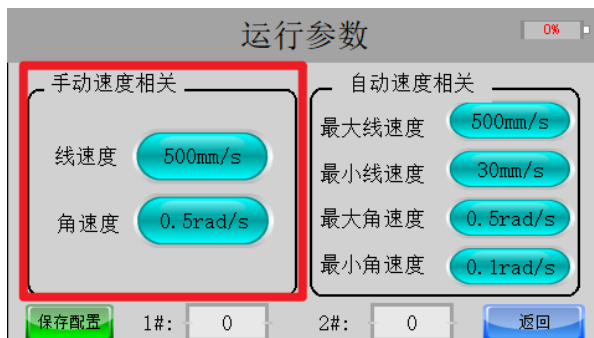 运行参数
0%
手动速度相关
线速度 500mm/s
角速度 0.5rad/s
自动速度相关
最大线速度 500mm/s
最小线速度 30mm/s
最大角速度 0.5rad/s
最小角速度 0.1rad/s
保存配置 1#: 0 2#: 0 返回